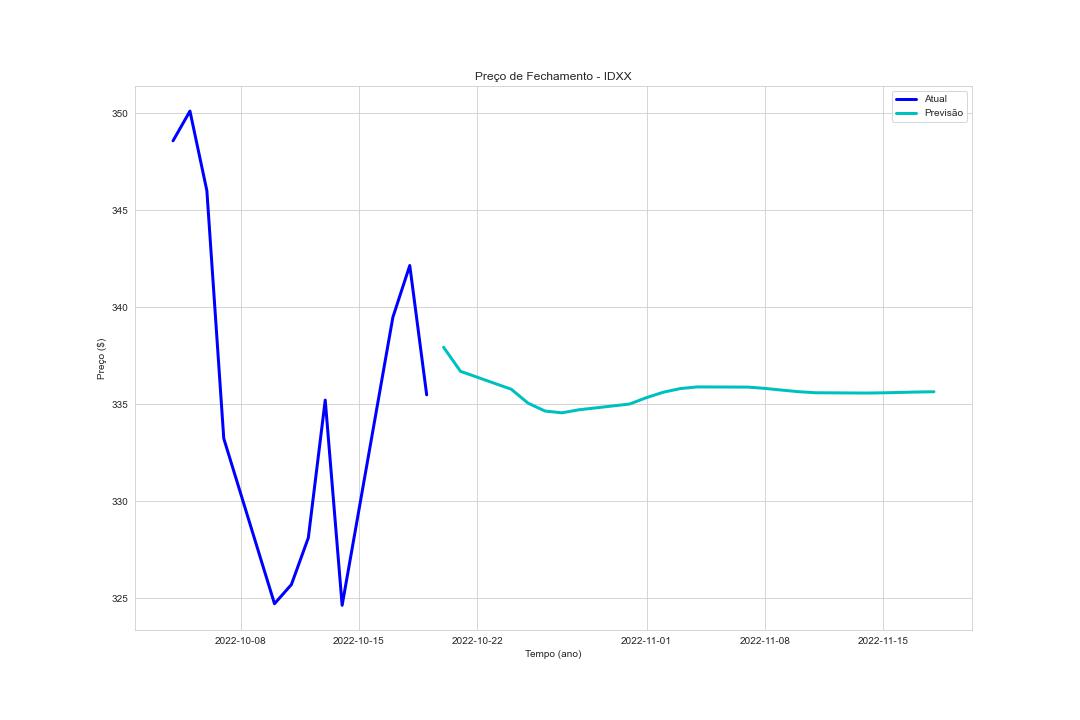 Preço de Fechamento - IDXX
Atual
Previsão
350
345
340
335
330
325
Preço ($)
2022-10-08
2022-10-15
2022-10-22
2022-11-01
2022-11-08
2022-11-15
Tempo (ano)